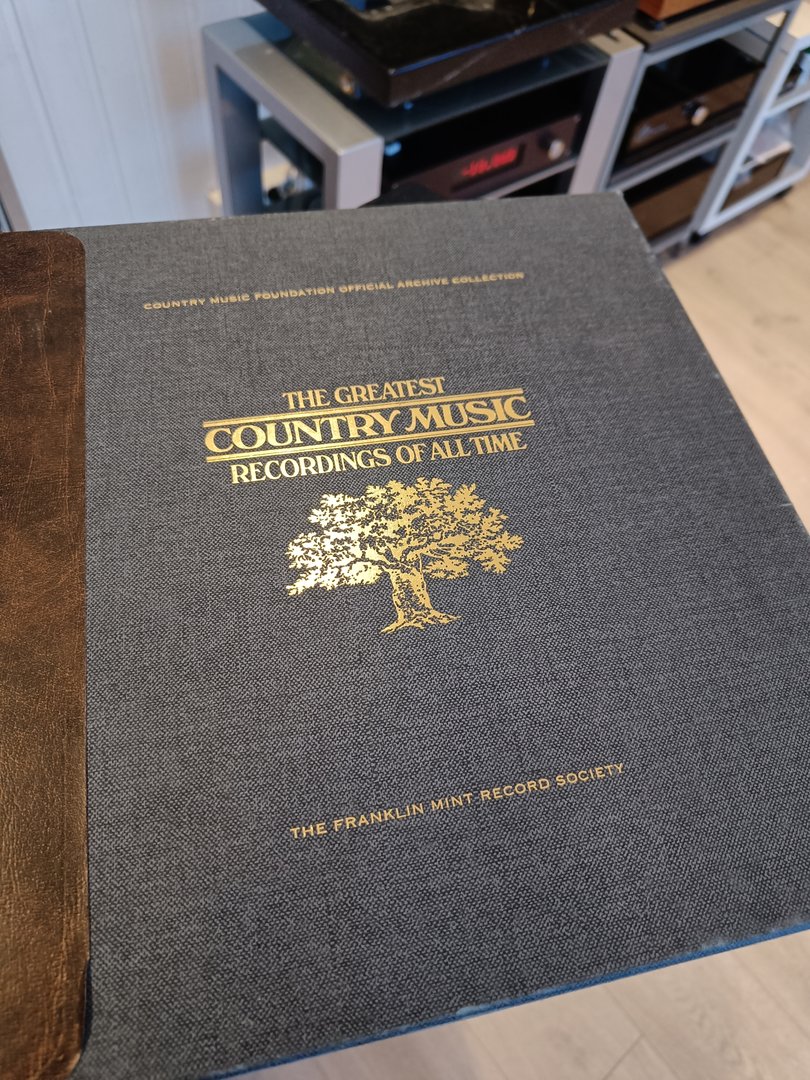 COUNTRY MUSIC FOUNDATION OFFICIAL ARCHIVE COLLECTION
THE GREATEST
COUNTRY MUSIC
RECORDINGS OF ALL TIME
THE FRANKLIN MINT RECORD SOCIETY